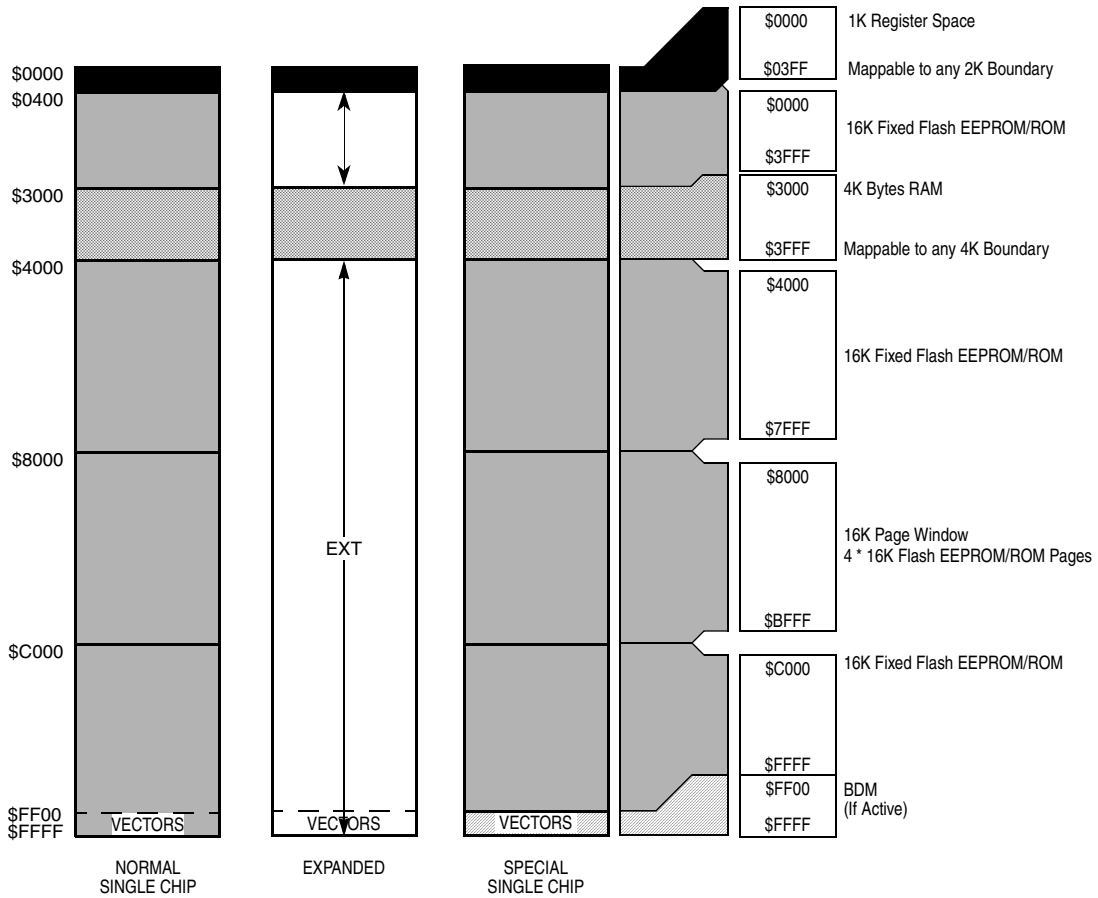 $0000
$0400
$3000
$4000
$8000
$C000
$FF00
$FFFF
VECTORS
NORMAL
SINGLE CHIP
EXT
VECTORS
EXPANDED
VECTORS
SPECIAL
SINGLE CHIP
$0000
1K Register Space
$03FF
Mappable to any 2K Boundary
$0000
16K Fixed Flash EEPROM/ROM
$3FFF
$3000
4K Bytes RAM
$3FFF
Mappable to any 4K Boundary
$4000
16K Fixed Flash EEPROM/ROM
$7FFF
$8000
16K Page Window
4 * 16K Flash EEPROM/ROM Pages
$BFFF
$C000
16K Fixed Flash EEPROM/ROM
$FFFF
$FF00
BDM
(If Active)
$FFFF